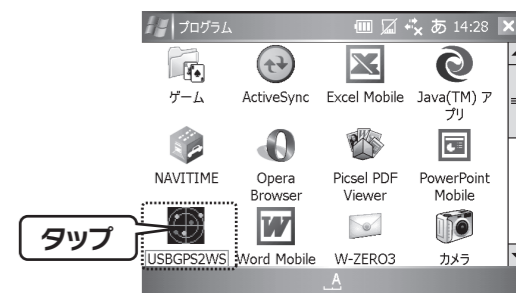 プログラム
あ 14:28
ゲーム
ActiveSync
Excel Mobile
Java(TM) ア
プリ
NAVITIME
Opera
Browser
Picsel PDF
Viewer
PowerPoint
Mobile
タップ
USBGPS2WS
Word Mobile
W-ZERO3
カメラ
A